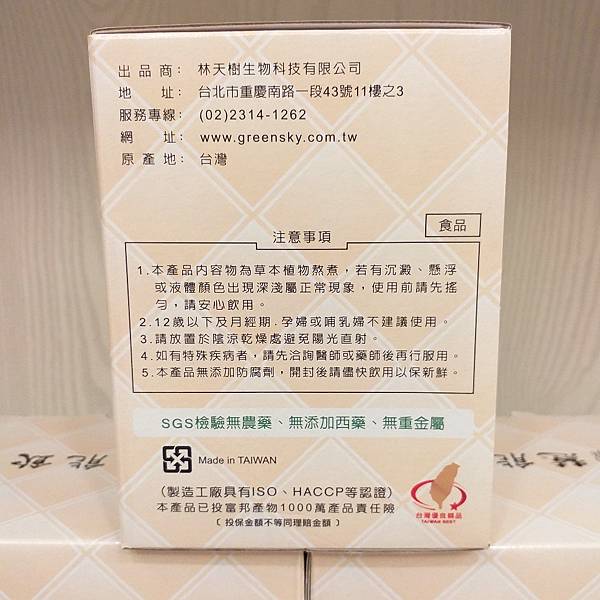 出品商： 林天樹生物科技有限公司
地　址： 台北市重慶南路一段43號11樓之3
服務專線： (02)2314-1262
網　址： www.greensky.com.tw
原產地： 台灣
食品
注意事項
1.本產品內容物為草本植物熬煮，若有沉澱、懸浮
或液體顏色出現深淺屬正常現象，使用前請先搖
勻，請安心飲用。
2.12歲以下及月經期.孕婦或哺乳婦不建議使用。
3.請放置於陰涼乾燥處避免陽光直射。
4.如有特殊疾病者，請先洽詢醫師或藥師後再行服用。
5.本產品無添加防腐劑，開封後請儘快飲用以保新鮮。
SGS檢驗無農藥、無添加西藥、無重金屬
Made in TAIWAN
(製造工廠具有ISO、HACCP等認證)
本產品已投富邦產物1000萬產品責任險
(投保金額不等同理賠金額)
台灣優良精品
TAIWAN BEST